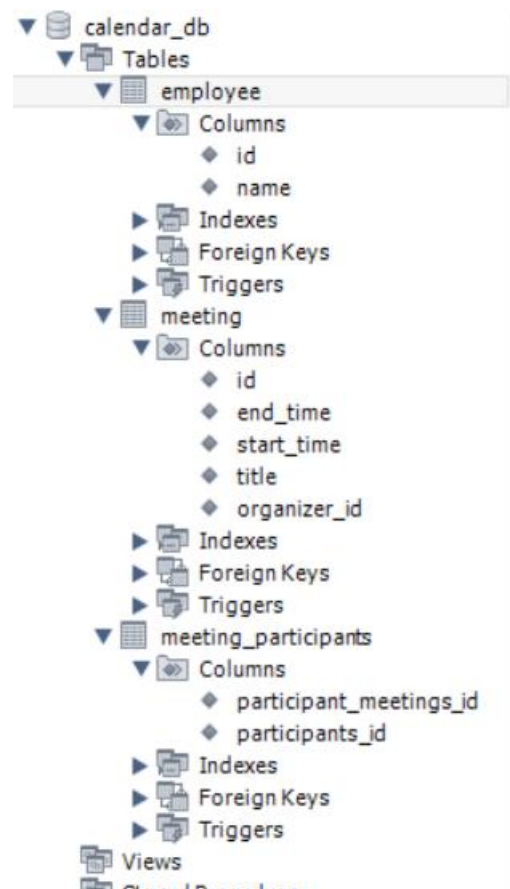 calendar_db
Tables
employee
Columns
id
name
Indexes
Foreign Keys
Triggers
meeting
Columns
id
end_time
start_time
title
organizer_id
Indexes
Foreign Keys
Triggers
meeting_participants
Columns
participant_meetings_id
participants_id
Indexes
Foreign Keys
Triggers
Views